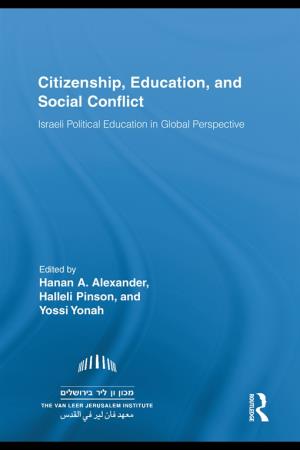 Citizenship, Education, and
Social Conflict
Israeli Political Education in Global Perspective
Edited by
Hanan A. Alexander,
Halleli Pinson, and
Yossi Yonah
מכון ון ליר בירושלים
THE VAN LEER JERUSALEM INSTITUTE
معهد فان لير في القدس
ROUTLEDGE